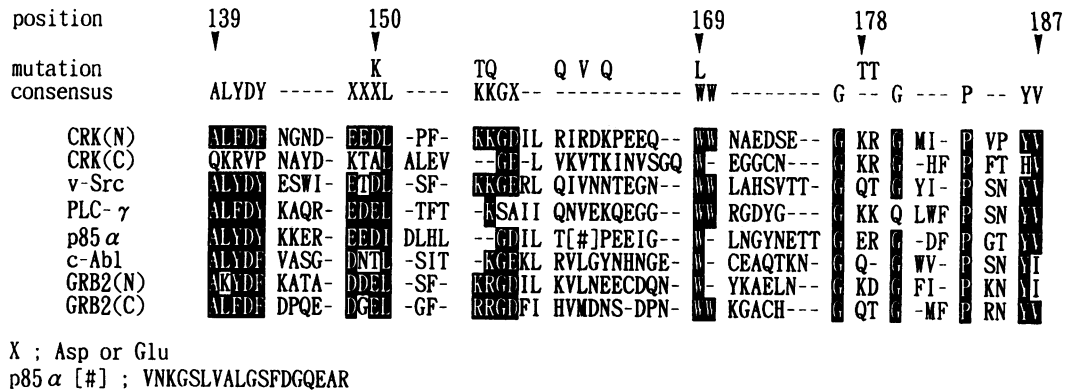 position 139 150 169 178 187
mutation K TQ Q V Q L TT
consensus ALYDY ----- XXXL ---- KKGX-- --------- WW -------- G -- G -- P -- YV
CRK(N) ALFDF NGND- EEDL -PF- KKGDIL RIRDKPEEQ- WW NAEDSE- G KR G MI- P VP YV
CRK(C) QKRVP NAYD- KTAL ALEV --GE-L VKVTKINVSGQ W- EGGCN- G KR G -HF P FT HV
v-Src ALYDY ESWI- ETDL -SF- KKGERL QIVNNTEGN- WW LAHSVTT- G QT G YI- P SN YV
PLC-γ ALFDY KAQR- EDEL -TFT -KSAII QNVEKQEGG- WW RGDYG-- G KK Q LWF P SN YV
p85α ALYDY KKER- EEDI DLHL --GDIL T[#]PEEIG- W- LNGYNETT G ER G -DF P GT YV
c-Abl ALYDF VASG- DNTL -SIT -KGEKL RVLGYNHNGE- W- CEAQTKN- G Q- G WV- P SN YI
GRB2(N) AKYDF KATA- DDEL -SF- KRGDIL KVLNEECDQN- W- YKAELN- G KD G FI- P KN YI
GRB2(C) ALFDF DPQE- DGEL -GF- RRGDFI HVMDNS-DPN- WW KGACH--- G QT G -MF P RN YV
X ; Asp or Glu
p85α [#] ; VNKGSLVALGSFDGQEAR